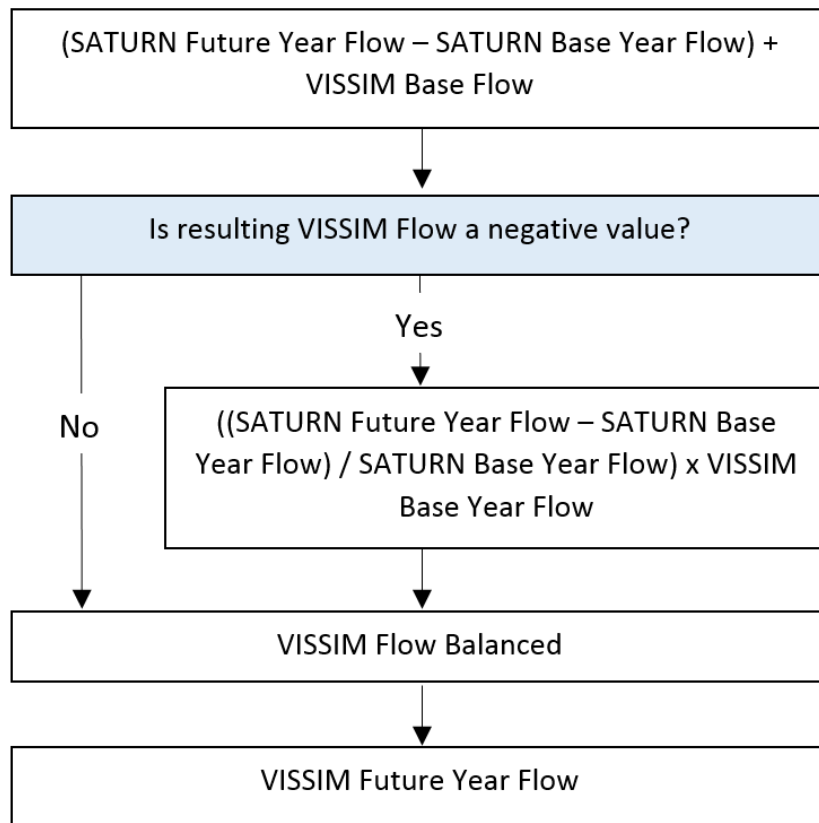 (SATURN Future Year Flow – SATURN Base Year Flow) +
VISSIM Base Flow
Is resulting VISSIM Flow a negative value?
Yes
No
((SATURN Future Year Flow – SATURN Base
Year Flow) / SATURN Base Year Flow) x VISSIM
Base Year Flow
VISSIM Flow Balanced
VISSIM Future Year Flow